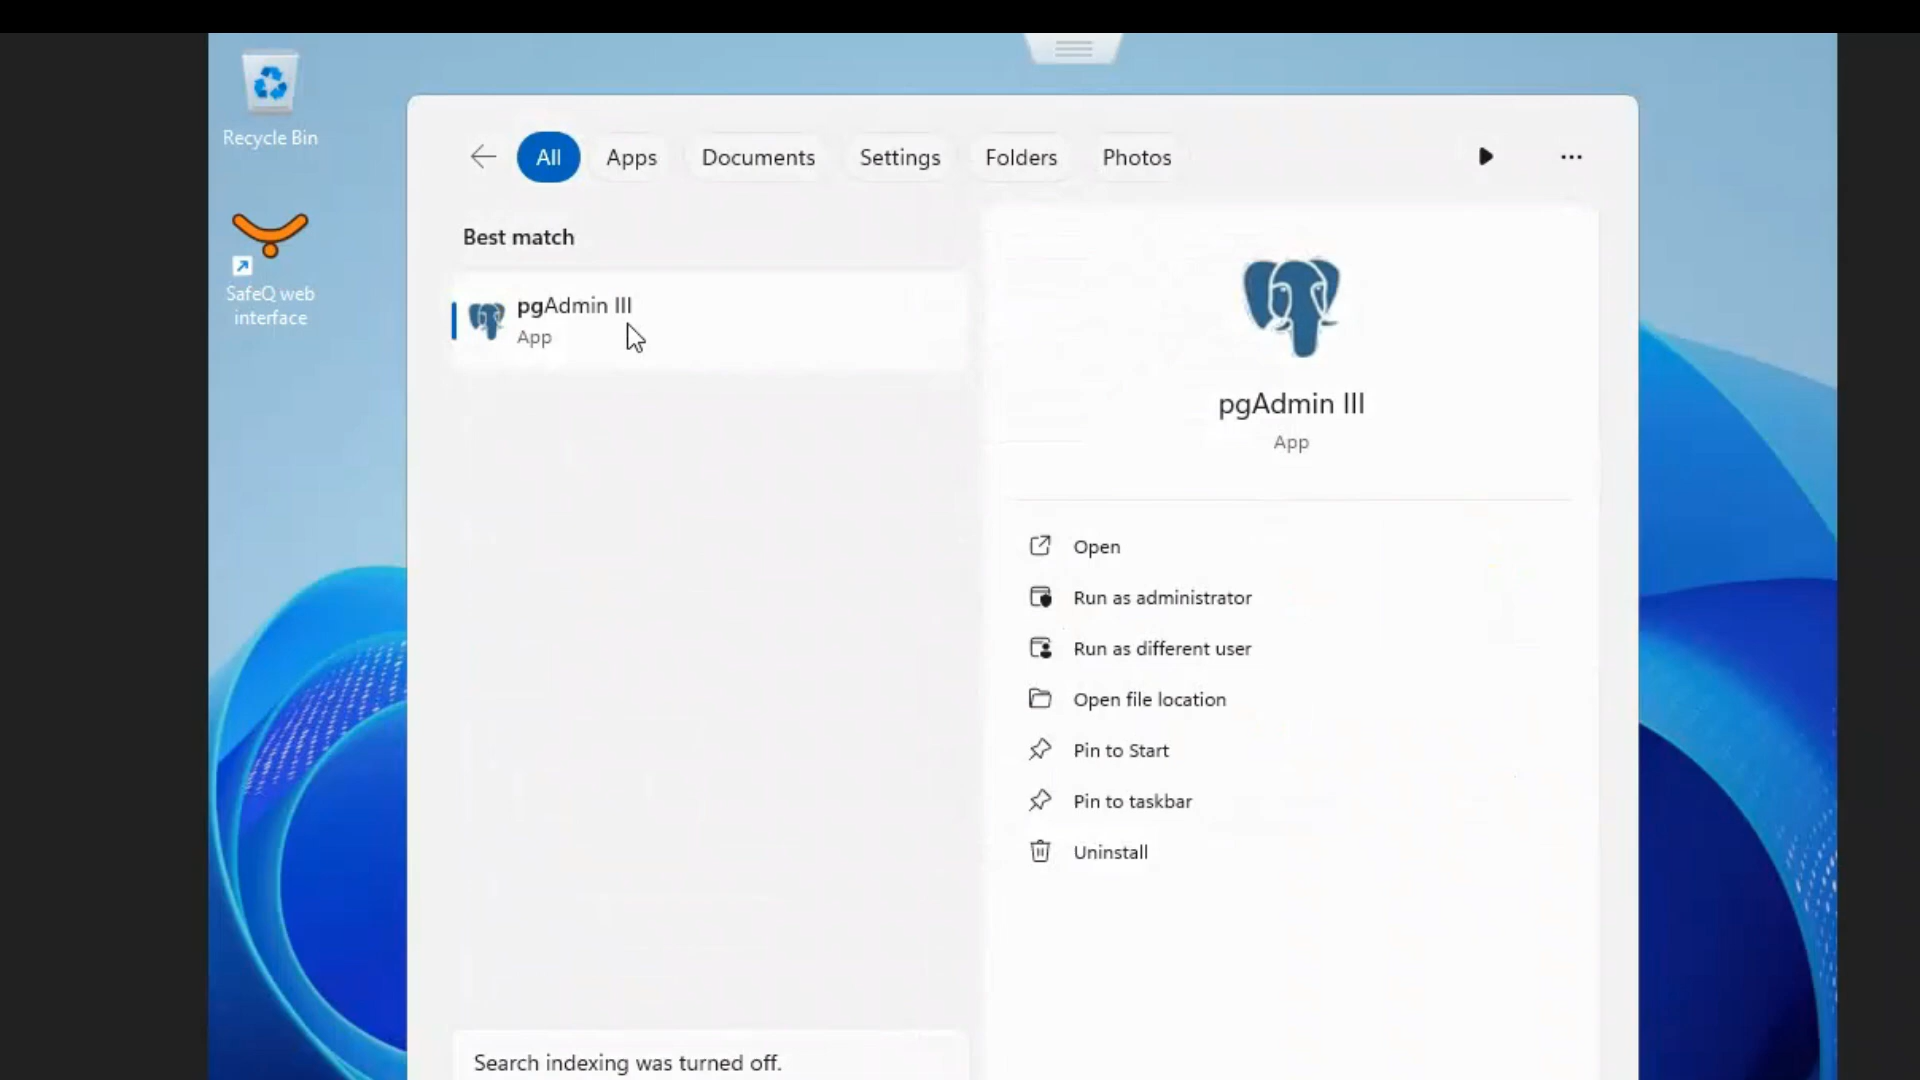 Recycle Bin
SafeQ web
interface
All
Apps
Documents
Settings
Folders
Photos
Best match
pgAdmin III
App
pgAdmin III
App
Open
Run as administrator
Run as different user
Open file location
Pin to Start
Pin to taskbar
Uninstall
Search indexing was turned off.